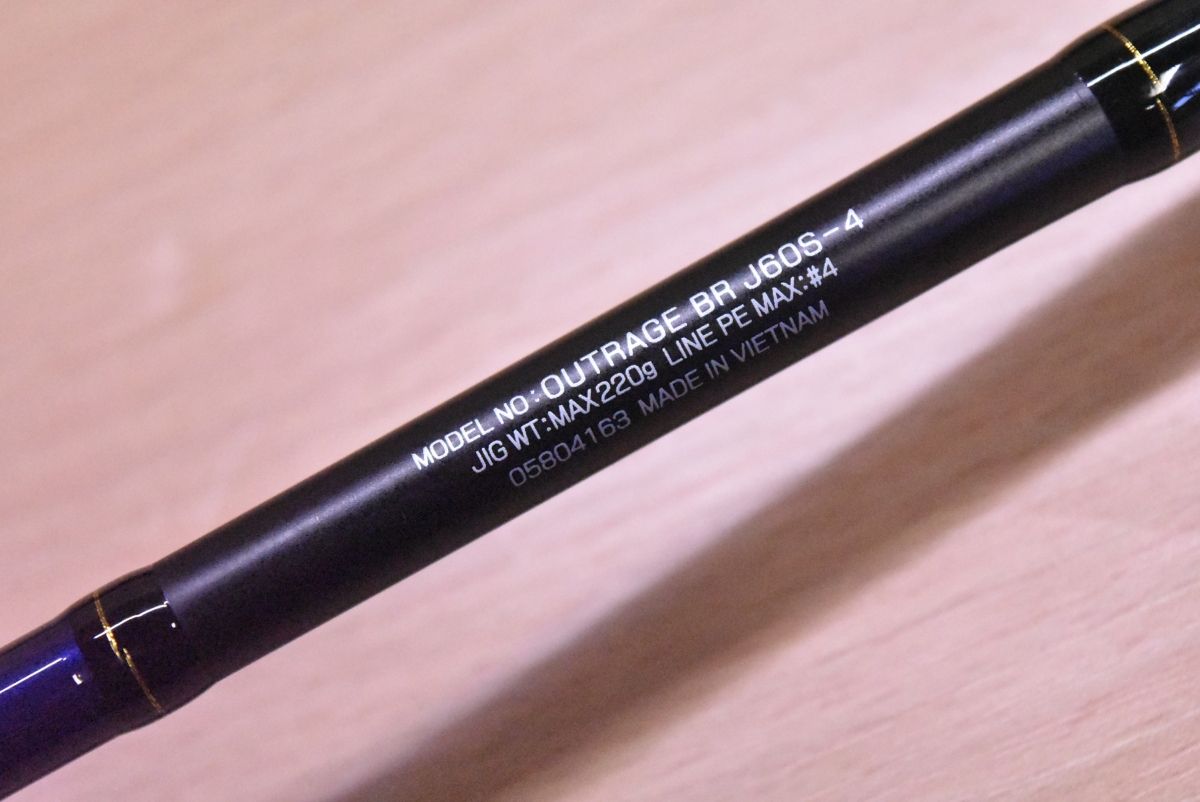 MODEL NO:OUTRAGE BR J60S-4
JIG WT:MAX220g LINE PE MAX:#4
05804163 MADE IN VIETNAM